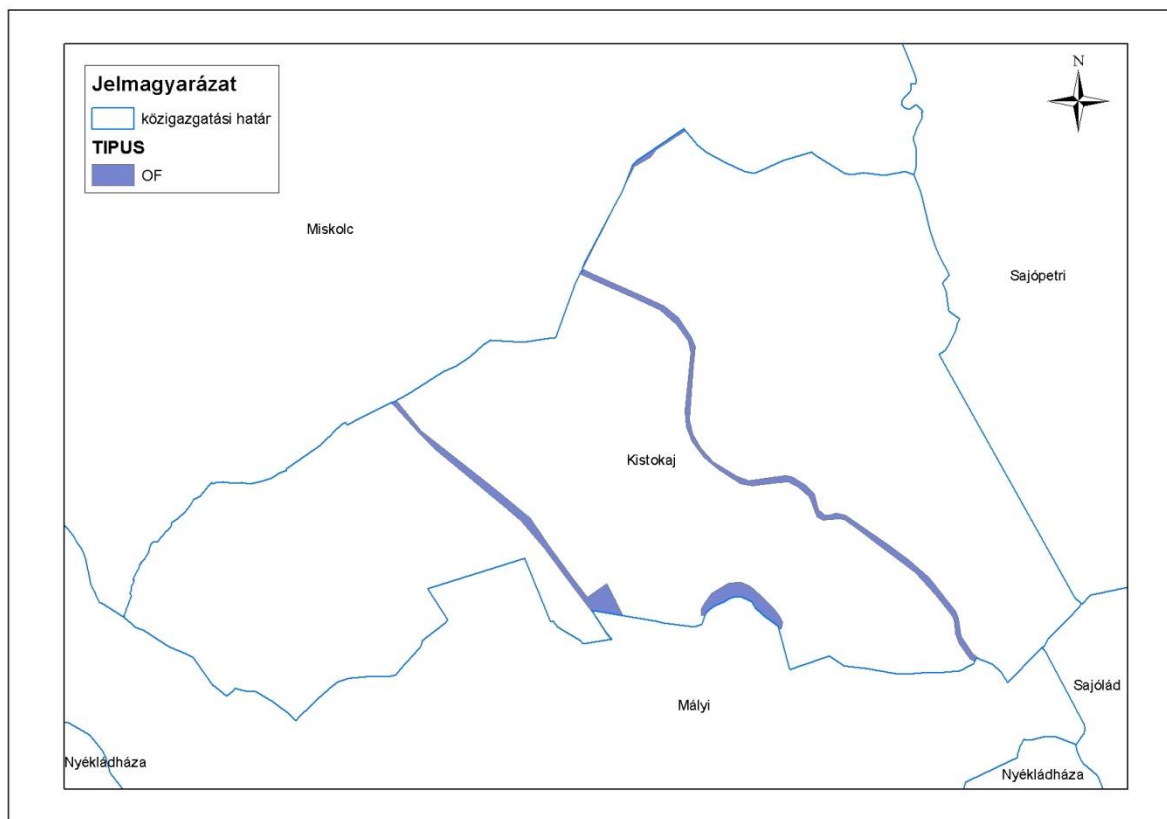 Jelmagyarázat
közigazgatási határ
TIPUS
OF
N
Miskolc
Sajópetri
Kistokaj
Sajólád
Mályi
Nyékládháza
Nyékládháza